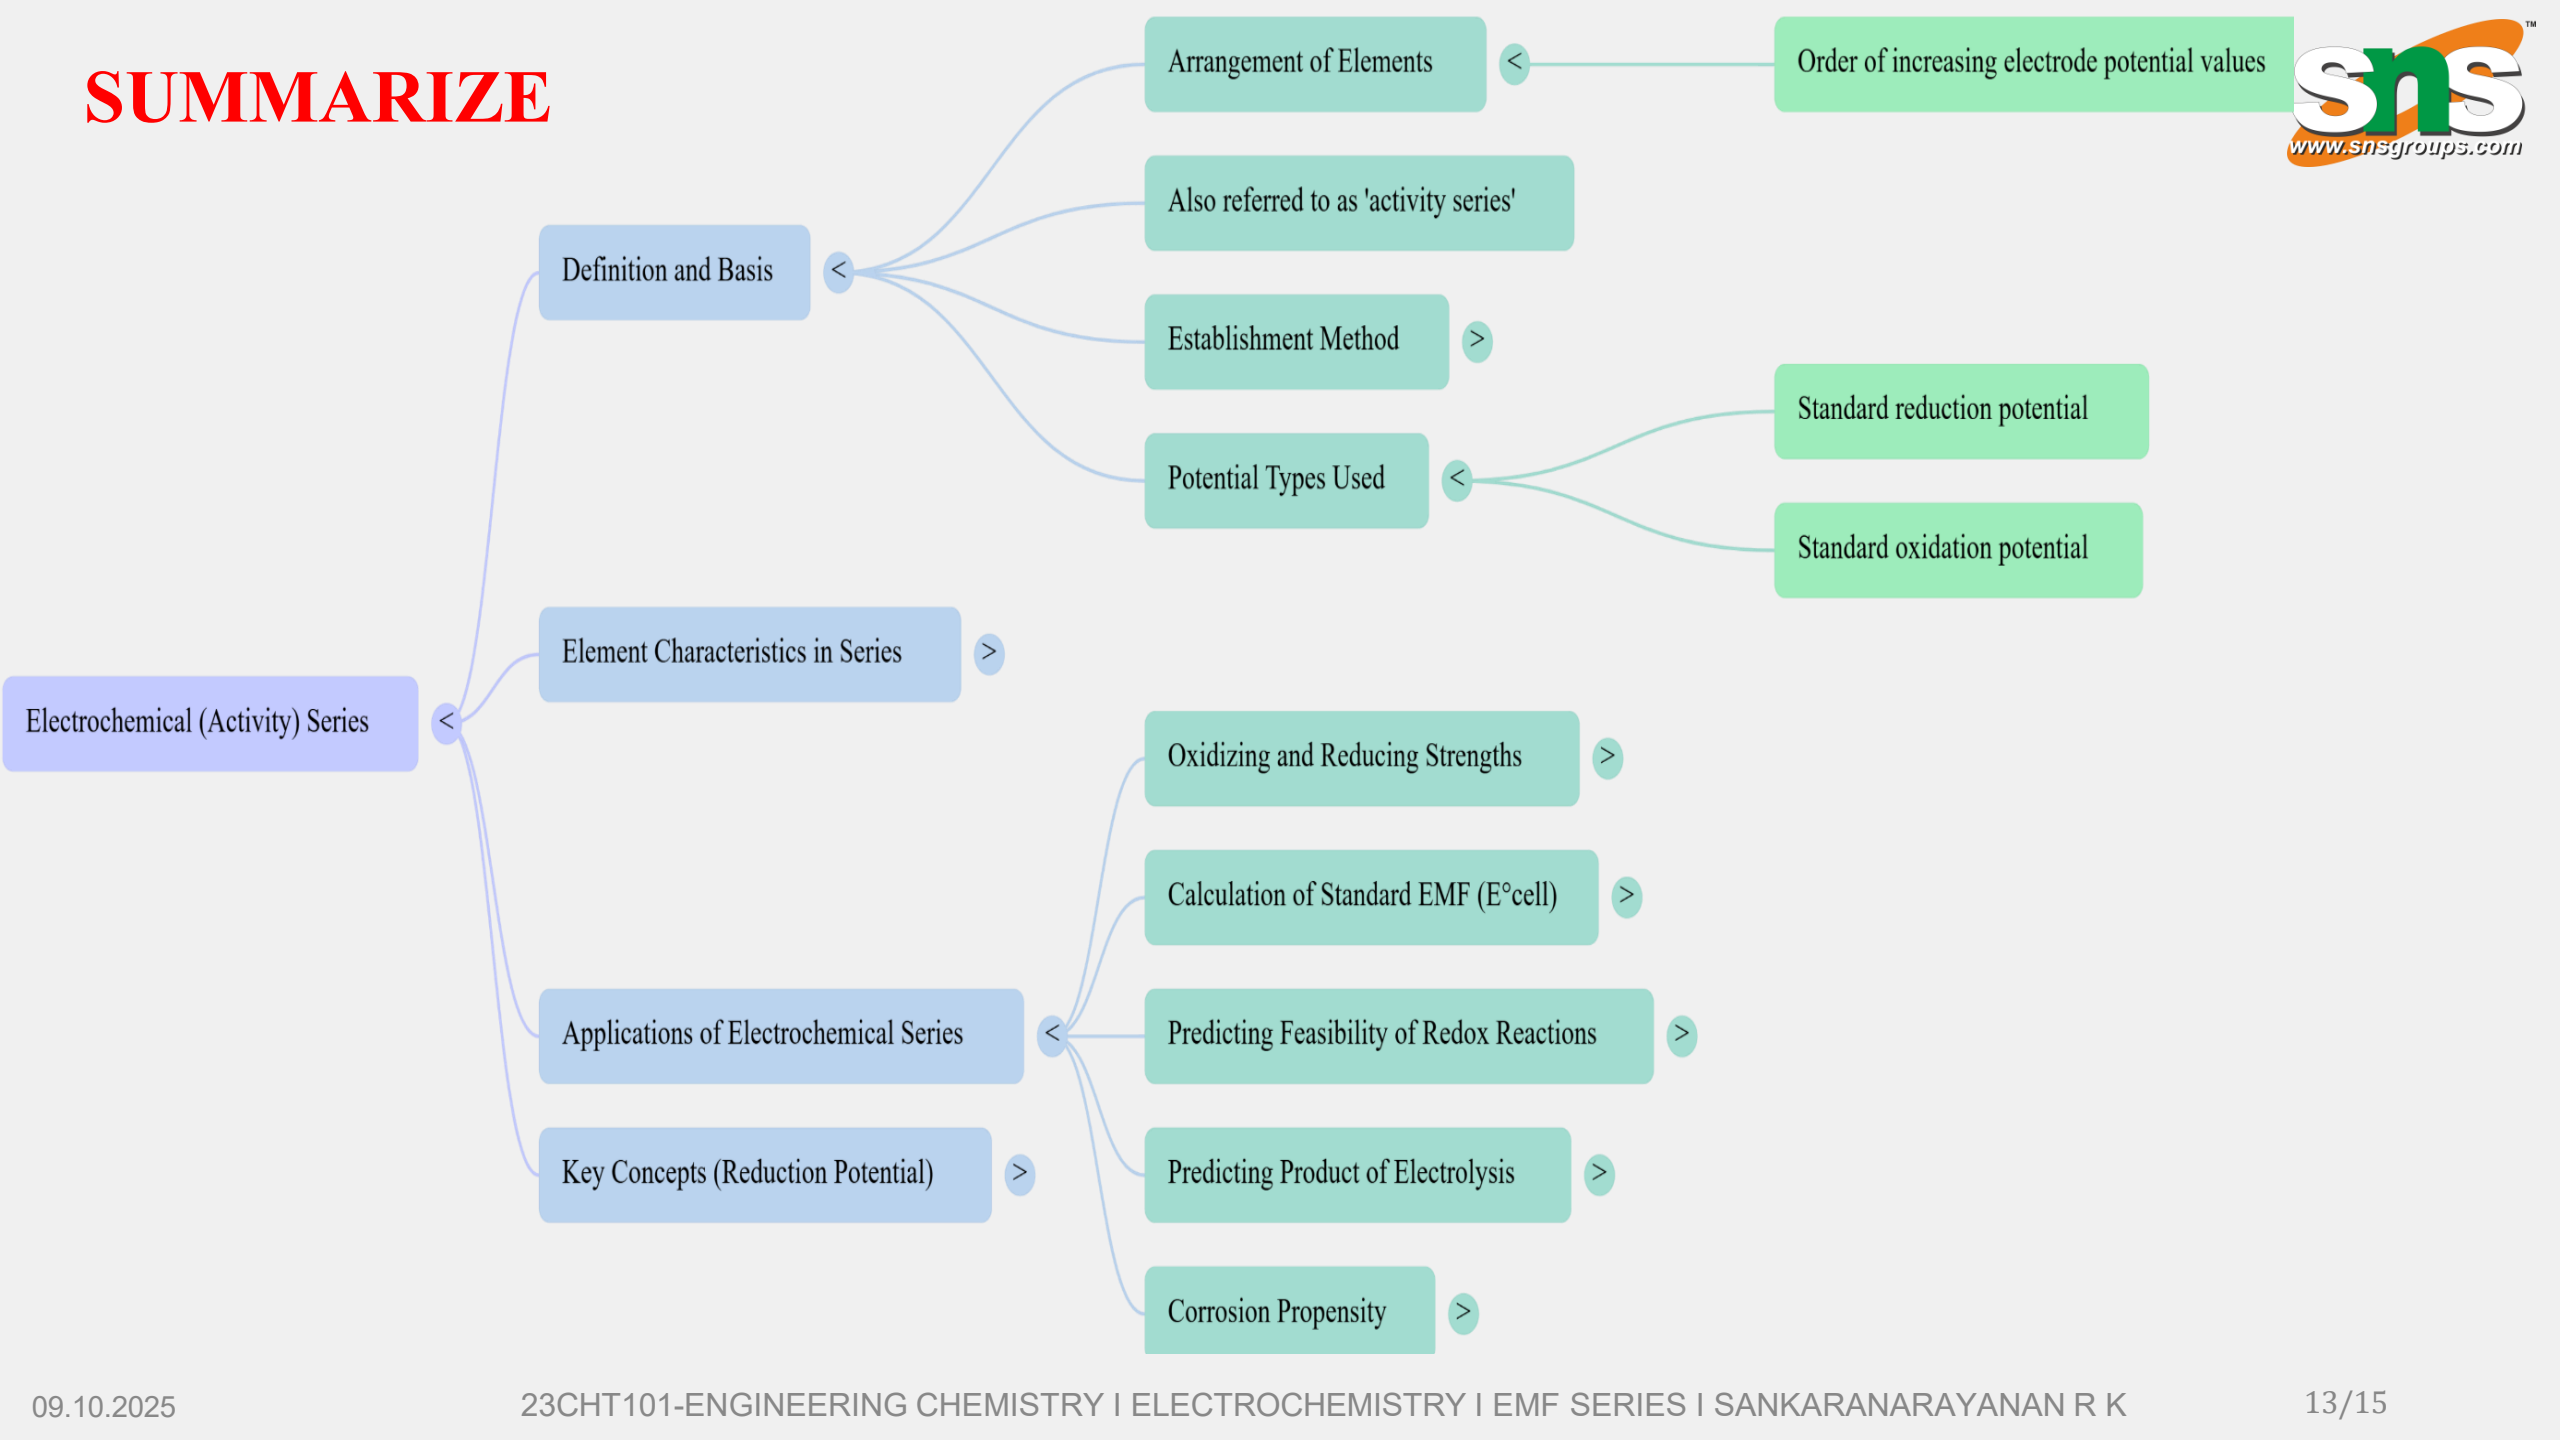 SUMMARIZE
Electrochemical (Activity) Series
<
Definition and Basis
<
Arrangement of Elements
<
Order of increasing electrode potential values
Also referred to as 'activity series'
Establishment Method
>
Potential Types Used
<
Standard reduction potential
Standard oxidation potential
Element Characteristics in Series
>
Applications of Electrochemical Series
<
Oxidizing and Reducing Strengths
>
Calculation of Standard EMF (E°cell)
>
Predicting Feasibility of Redox Reactions
>
Predicting Product of Electrolysis
>
Corrosion Propensity
>
Key Concepts (Reduction Potential)
>
sns
TM
www.snsgroups.com
09.10.2025
23CHT101-ENGINEERING CHEMISTRY I ELECTROCHEMISTRY I EMF SERIES I SANKARANARAYANAN R K
13/15